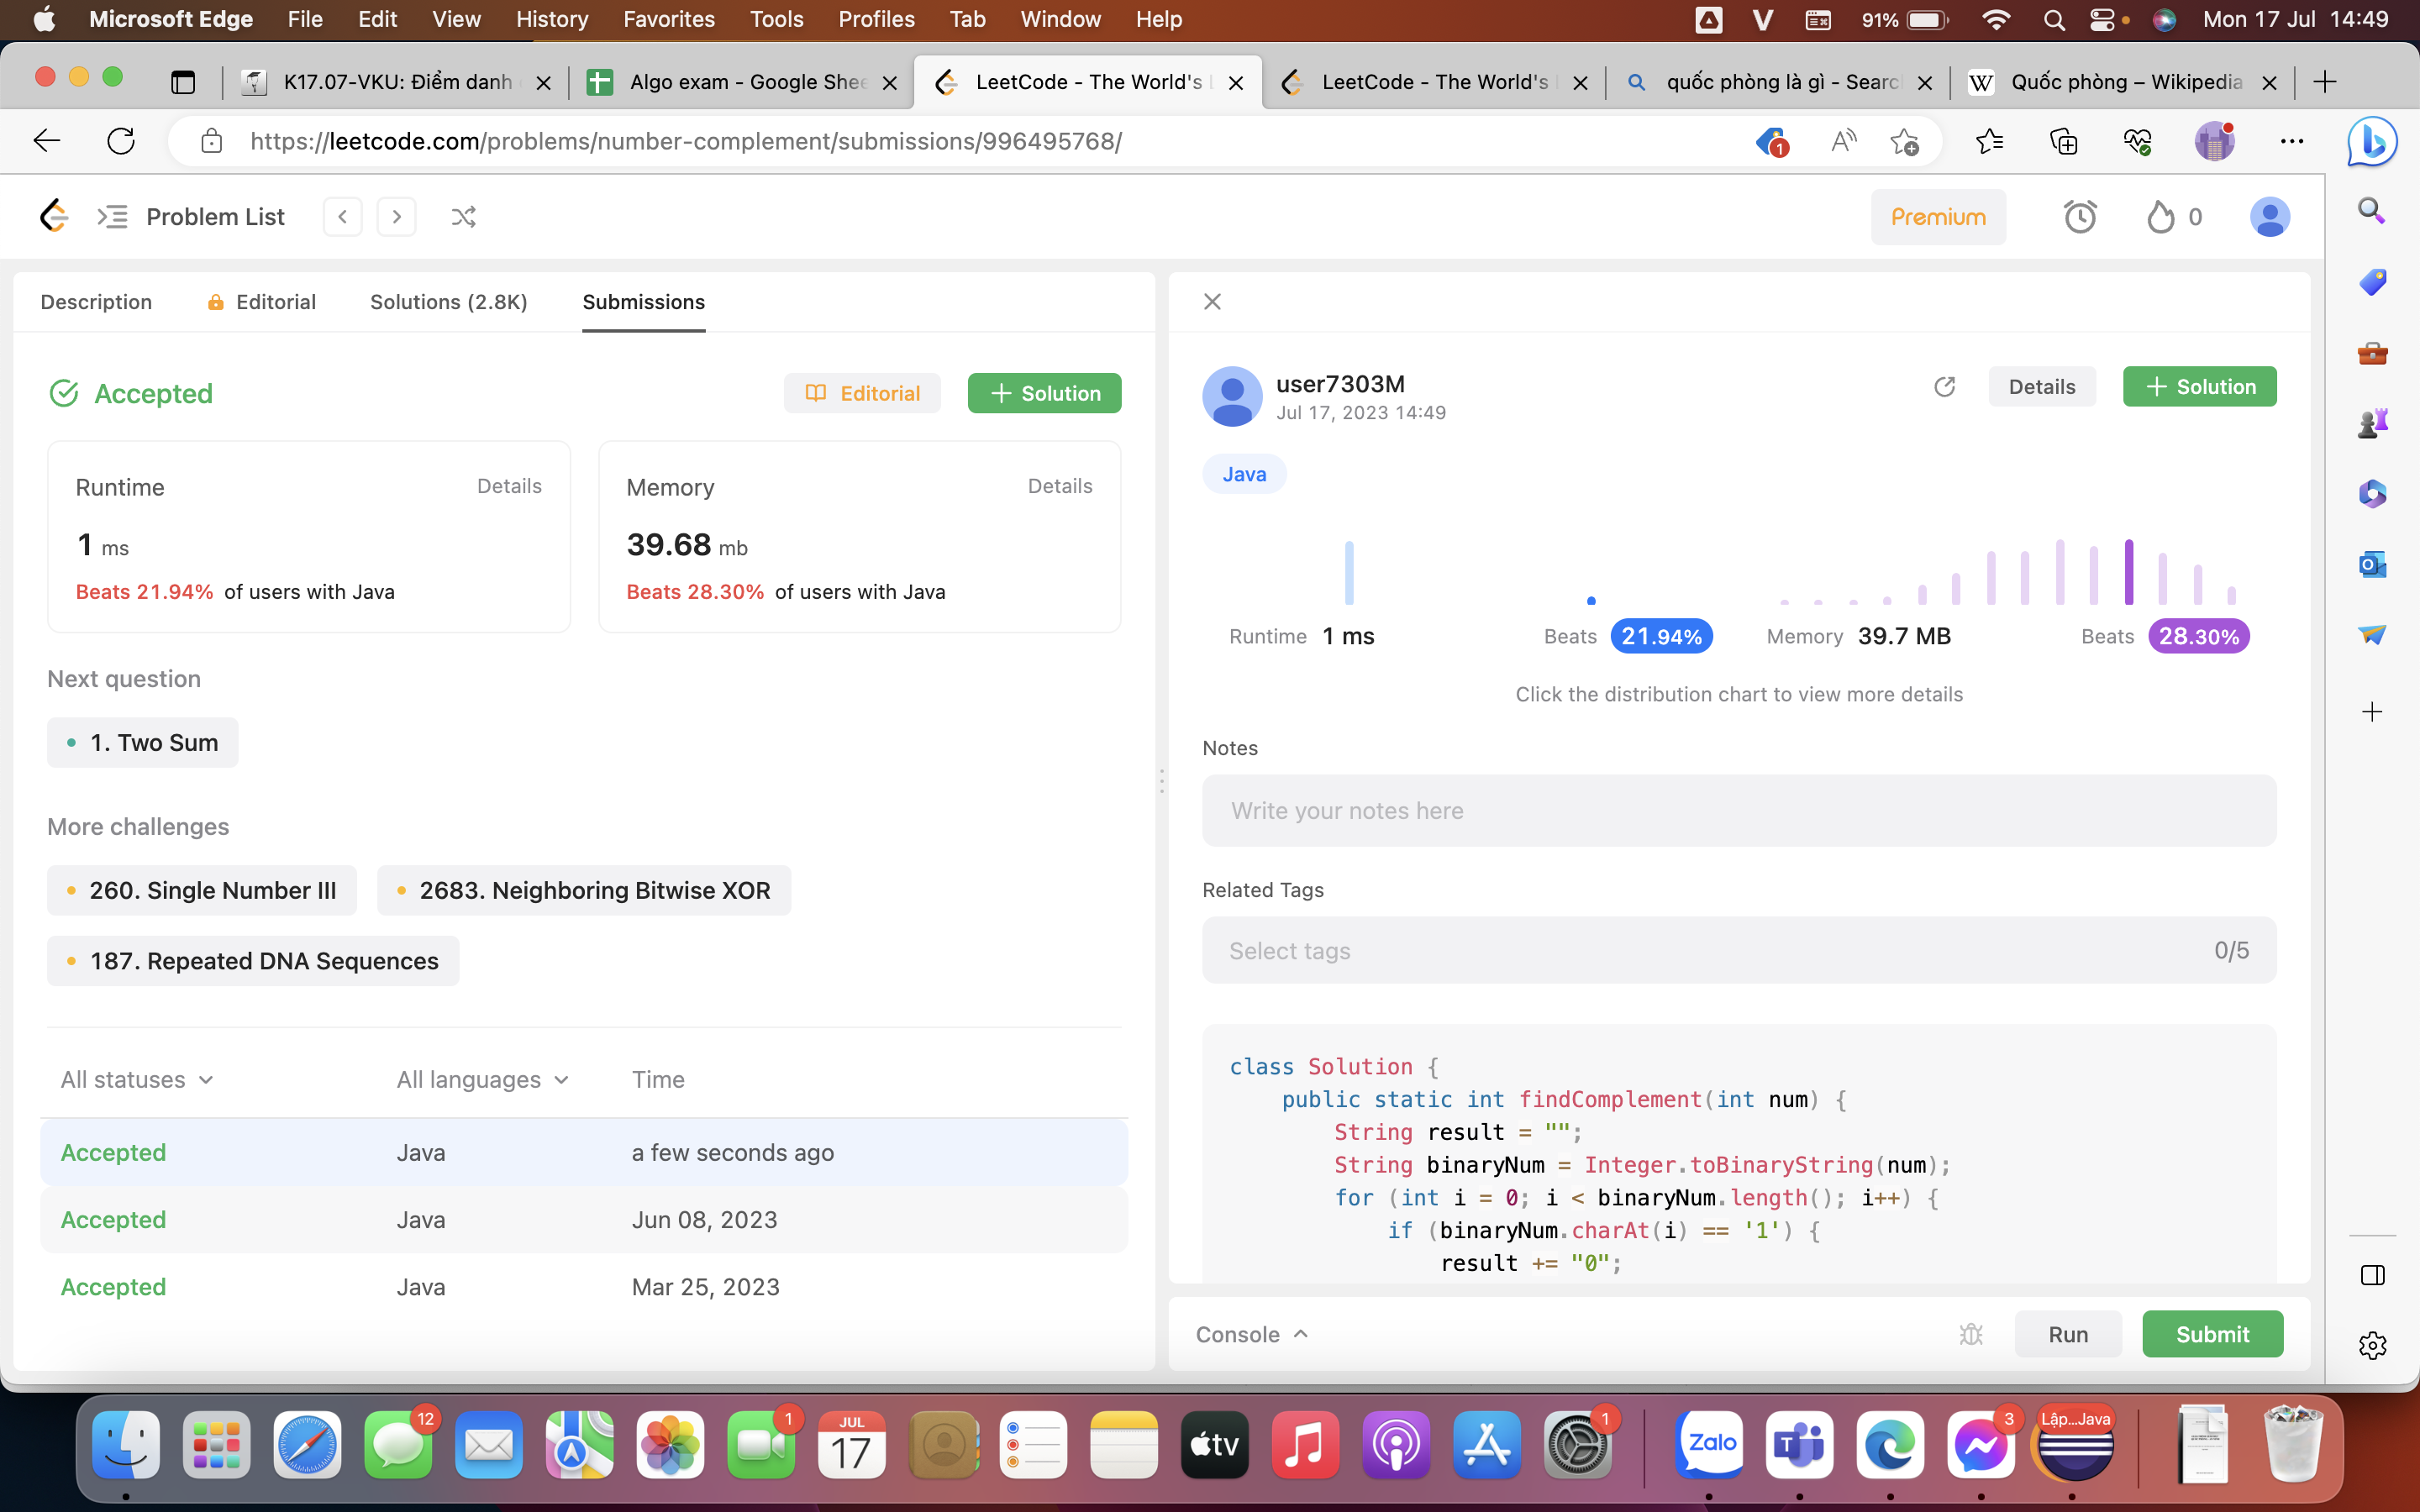 Microsoft Edge File Edit View History Favorites Tools Profiles Tab Window Help 91% Mon 17 Jul 14:49
K17.07-VKU: Điểm danh Algo exam - Google Shee LeetCode - The World's L LeetCode - The World's quốc phòng là gì - Searc W Quốc phòng – Wikipedia
https://leetcode.com/problems/number-complement/submissions/996495768/ 1
Problem List Premium 0
Description Editorial Solutions (2.8K) Submissions
Accepted Editorial + Solution
Runtime Details Memory Details
1 ms 39.68 mb
Beats 21.94% of users with Java Beats 28.30% of users with Java
Next question
1. Two Sum
More challenges
260. Single Number III 2683. Neighboring Bitwise XOR
187. Repeated DNA Sequences
All statuses All languages Time
Accepted Java a few seconds ago
Accepted Java Jun 08, 2023
Accepted Java Mar 25, 2023
user7303M Details + Solution
Jul 17, 2023 14:49
Java
Runtime 1 ms Beats 21.94% Memory 39.7 MB Beats 28.30%
Click the distribution chart to view more details
Notes
Write your notes here
Related Tags
Select tags 0/5
class Solution {
public static int findComplement(int num) {
String result = "";
String binaryNum = Integer.toBinaryString(num);
for (int i = 0; i < binaryNum.length(); i++) {
if (binaryNum.charAt(i) == '1') {
result += "0";
Console Run Submit
12 1 JUL 17 tv 1 Zalo T 3 Lập...Java